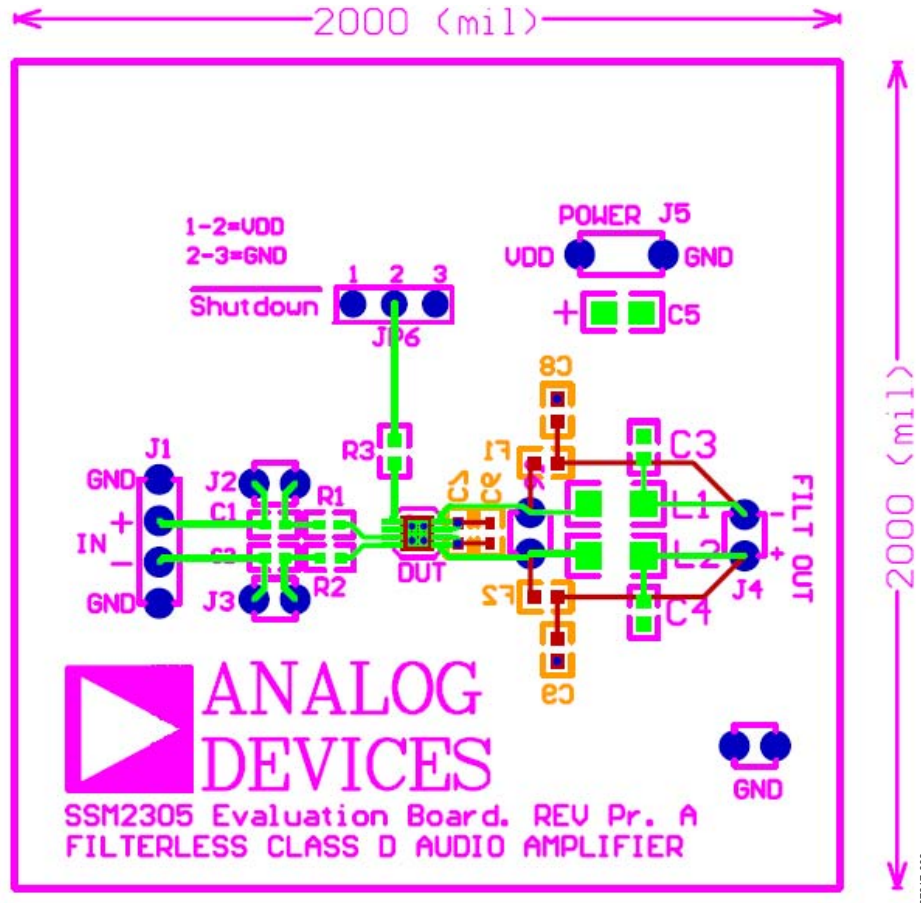 2000 (mil)
1-2=VDD
2-3=GND
Shutdown
1 2 3
JP6
POWER J5
VDD
GND
+
C5
C8
R3
F1
C7
C6
C3
J1
GND
+
IN
-
GND
J2
C1
R1
C2
R2
J3
DUT
L1
L2
-
+
J4
FILT OUT
F2
C4
C9
2000 (mil)
ANALOG
DEVICES
GND
SSM2305 Evaluation Board. REV Pr. A
FILTERLESS CLASS D AUDIO AMPLIFIER